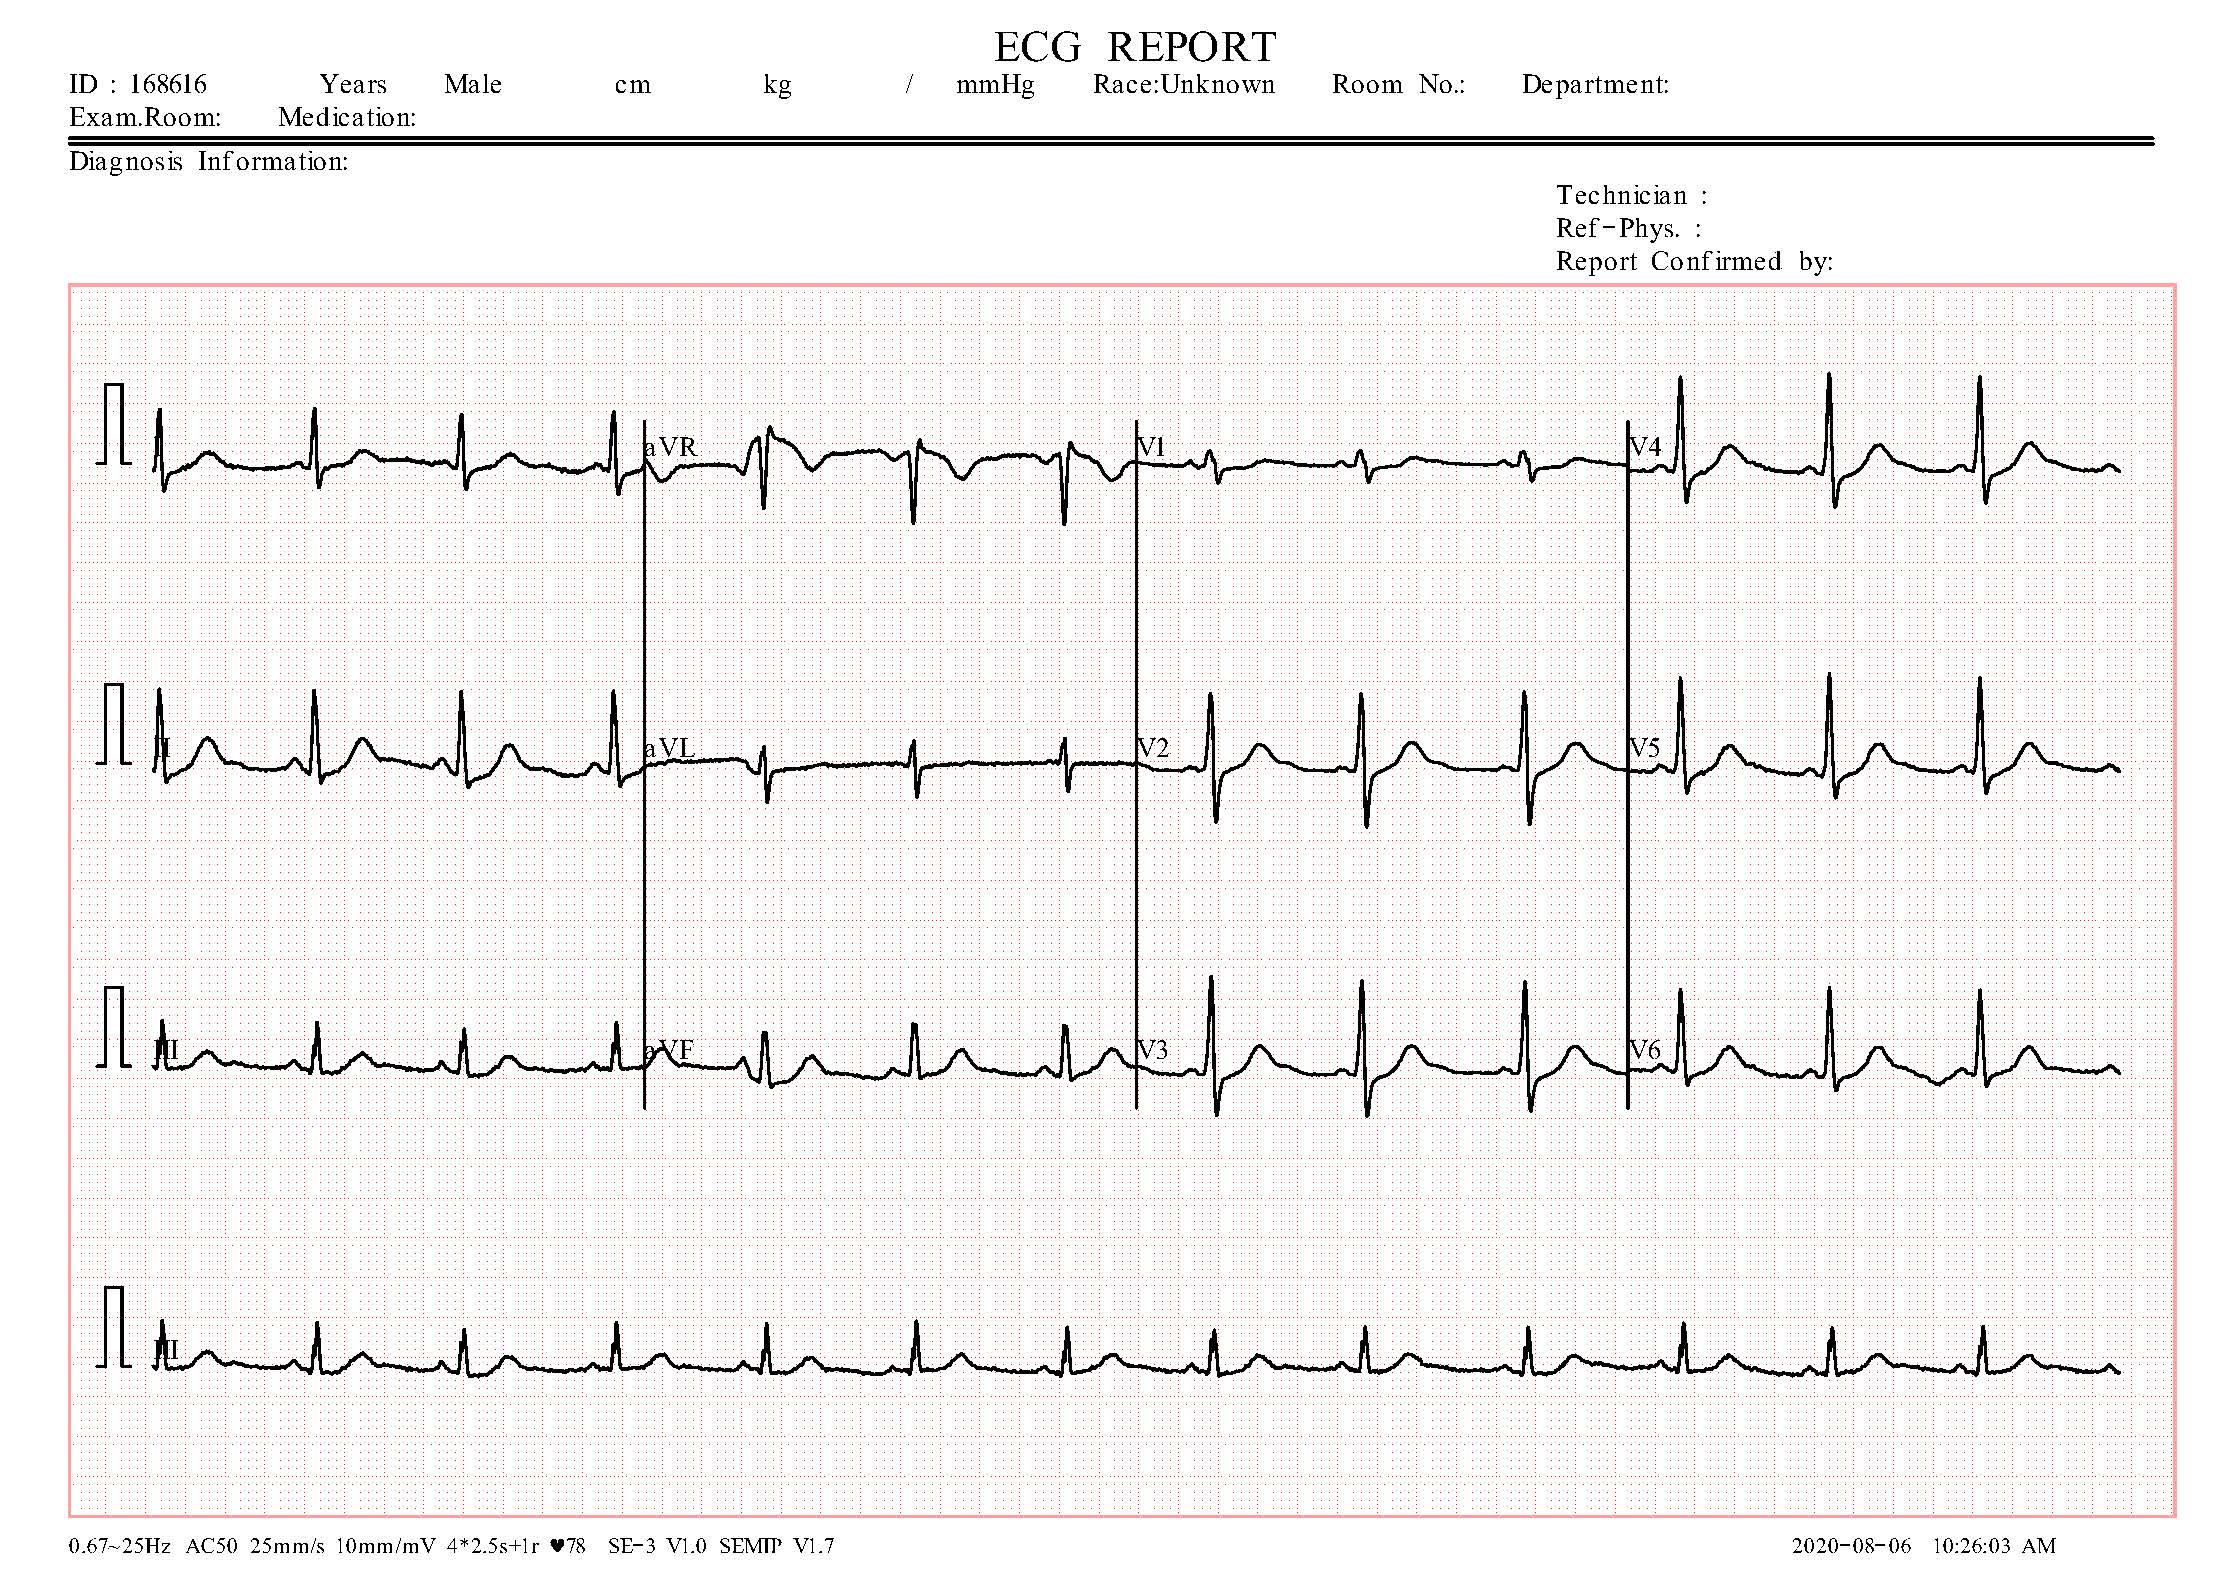 ECG REPORT
ID : 168616 Years Male cm kg / mmHg Race:Unknown Room No.: Department:
Exam.Room: Medication:
Diagnosis Information:
Technician :
Ref-Phys. :
Report Confirmed by:
aVR V1 V4
II aVL V2 V5
III aVF V3 V6
III
0.67~25Hz AC50 25mm/s 10mm/mV 4*2.5s+1r ♥78 SE-3 V1.0 SEMIP V1.7 2020-08-06 10:26:03 AM